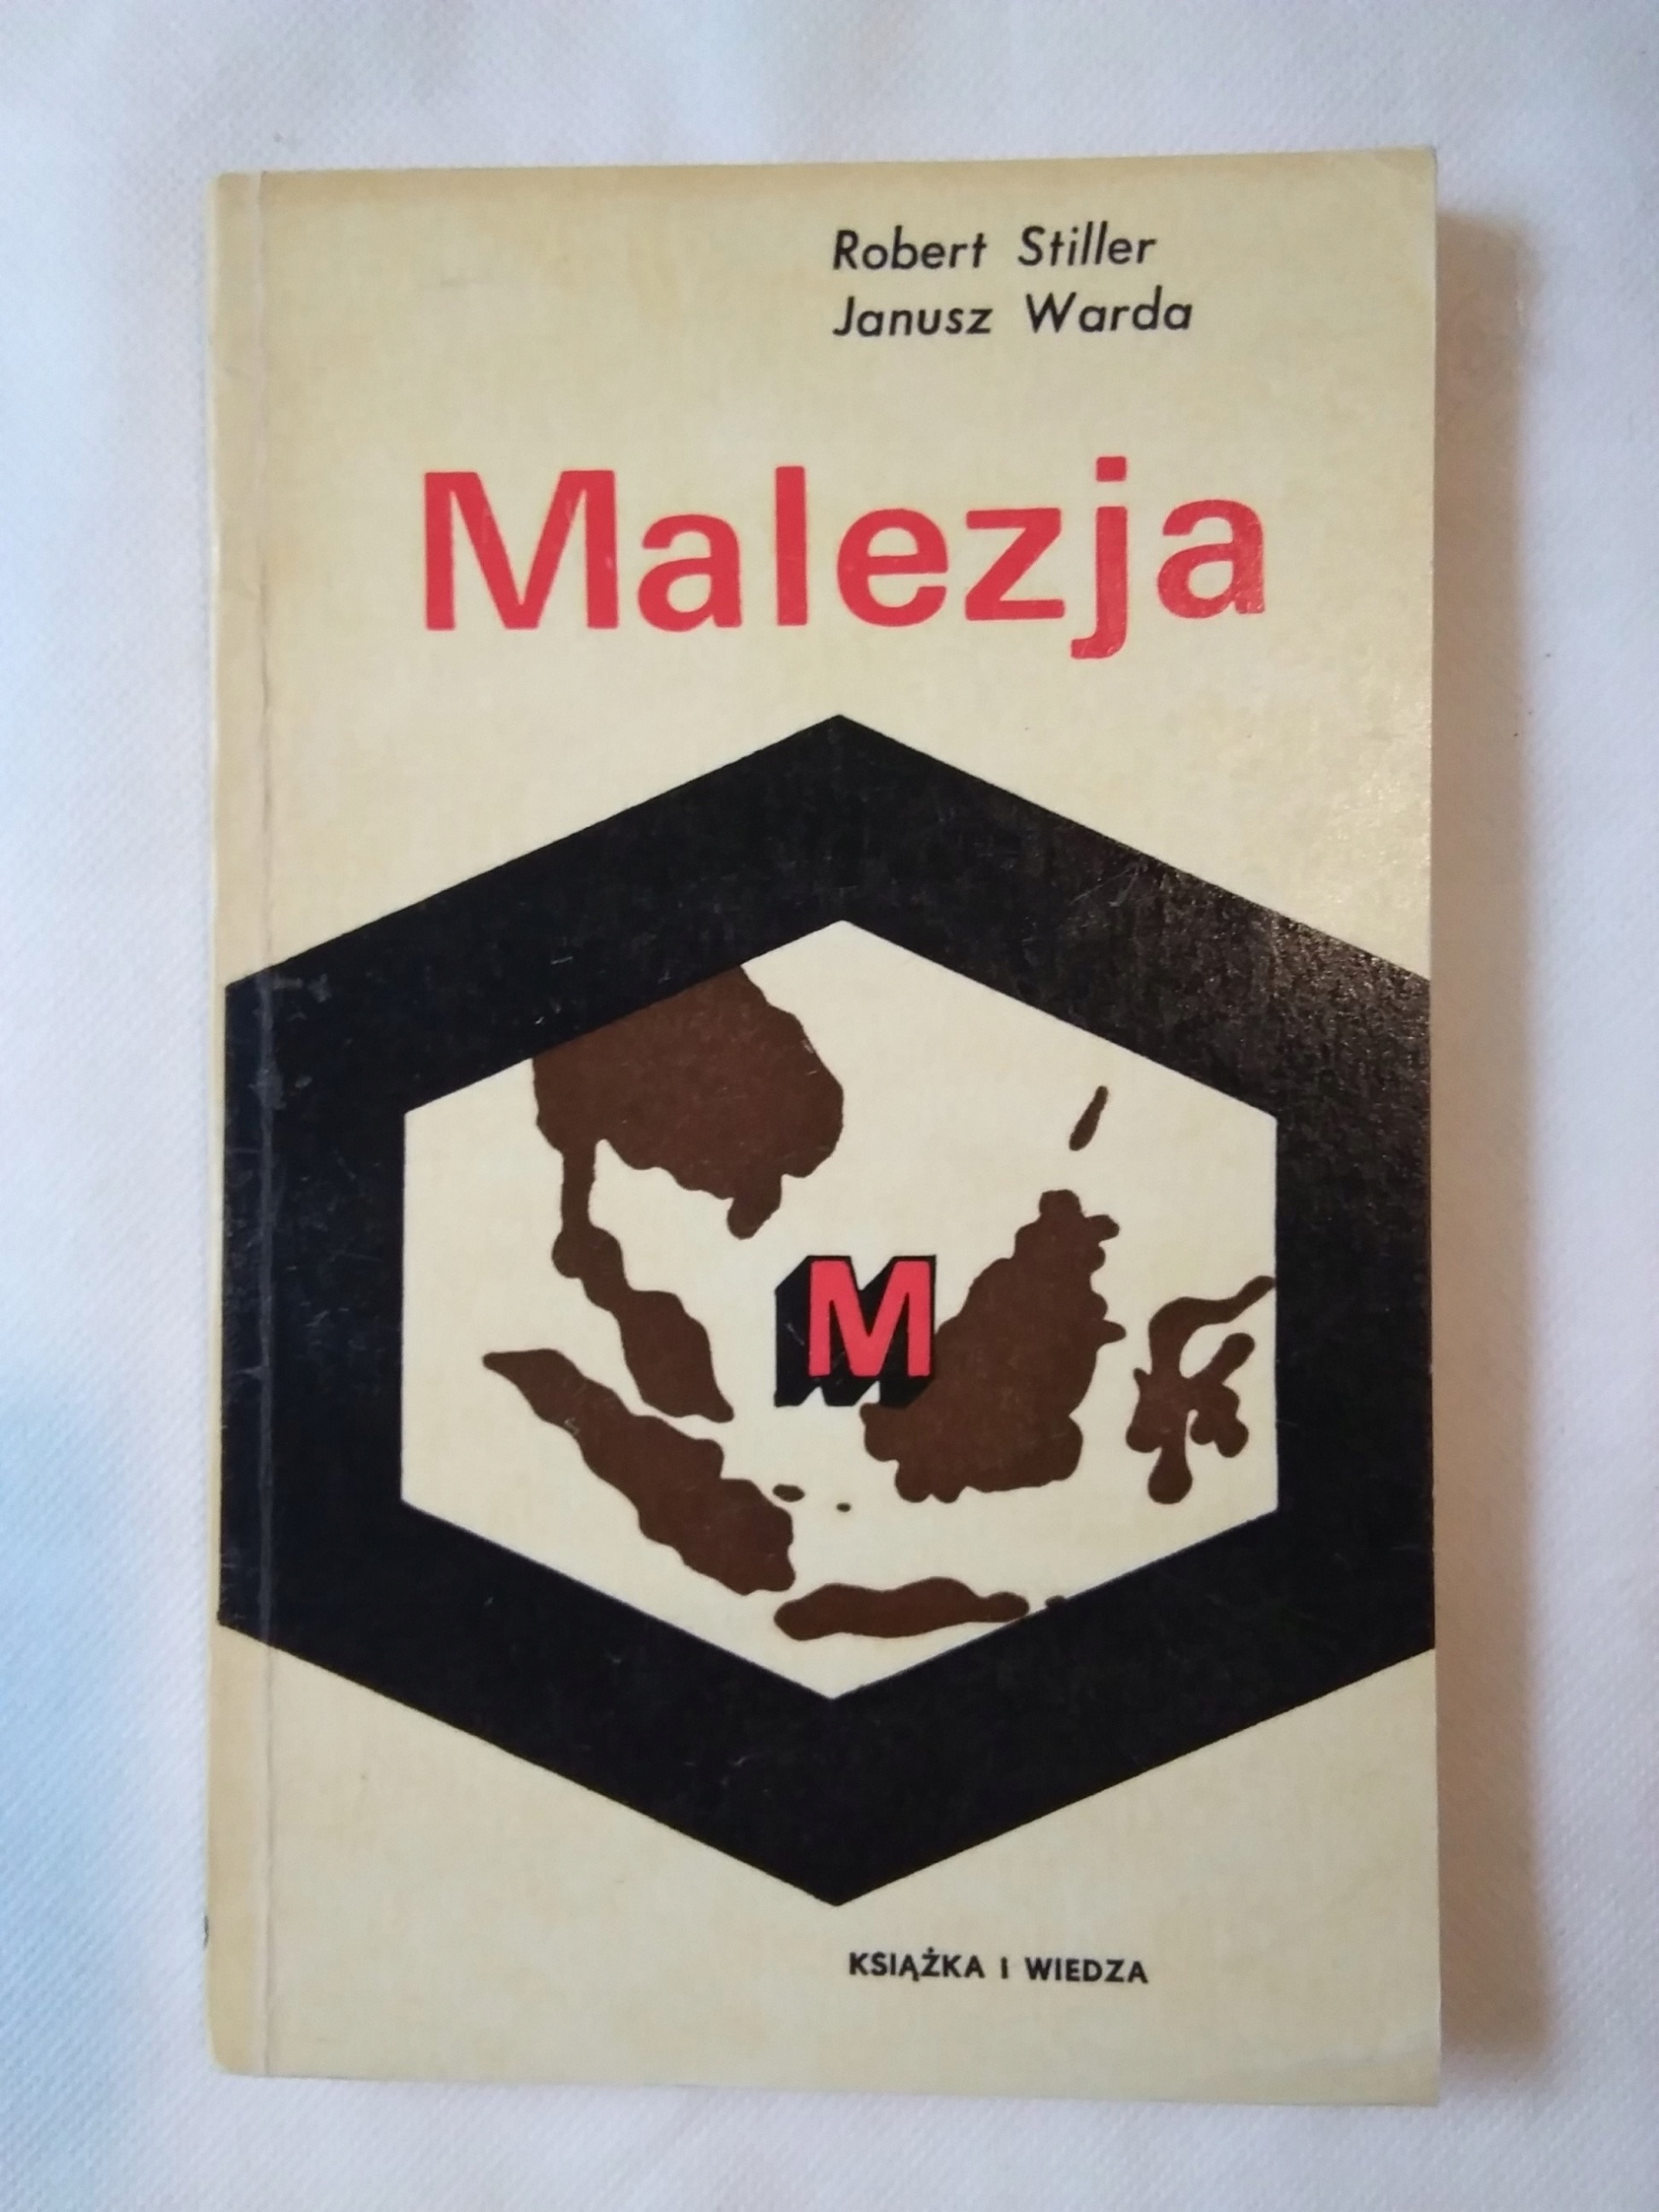 Robert Stiller
Janusz Warda
Malezja
M
KSIĄŻKA I WIEDZA